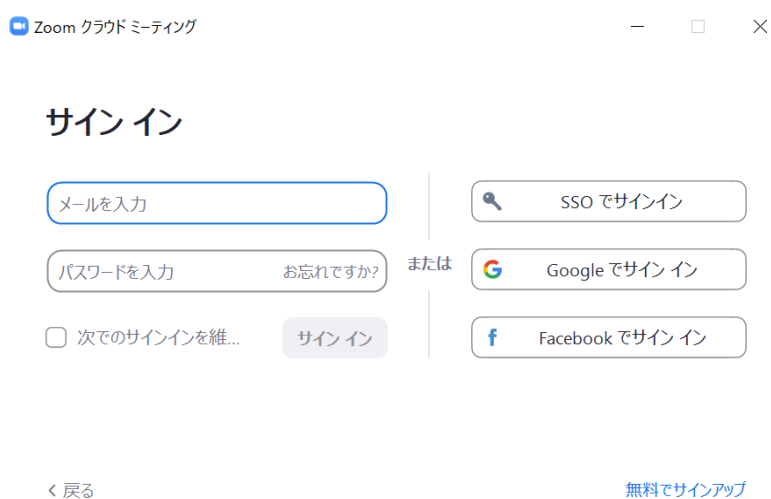 Zoom クラウド ミーティング
サイン イン
メールを入力
パスワードを入力 お忘れですか?
次でのサインインを維...
サイン イン
または
SSO でサインイン
Google でサイン イン
Facebook でサイン イン
戻る
無料でサインアップ